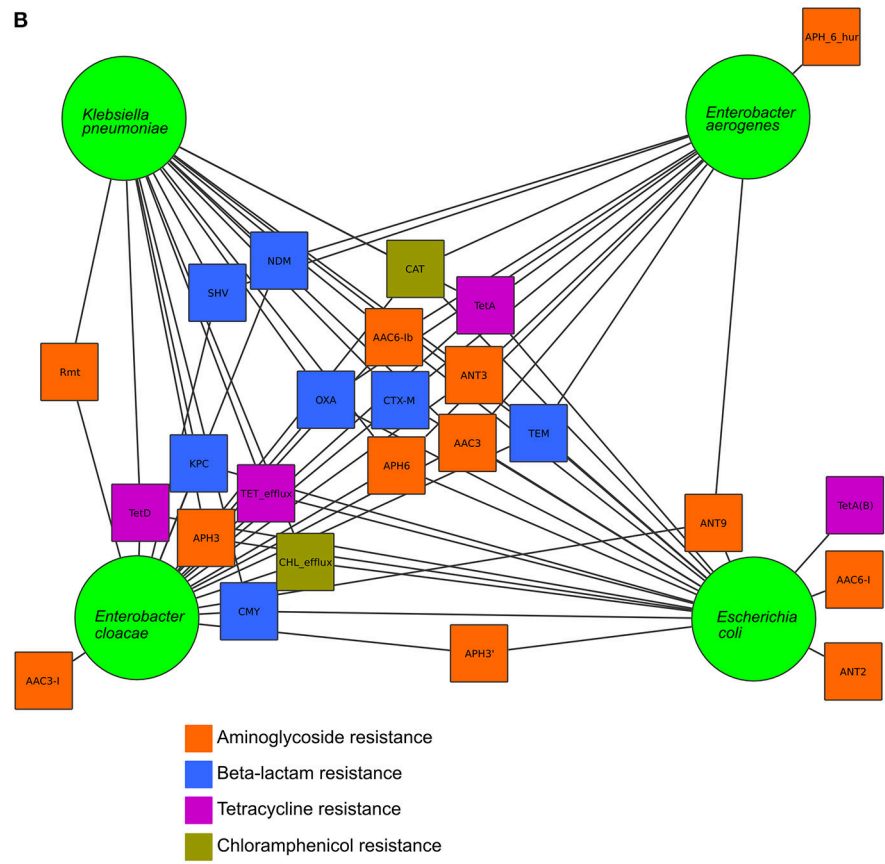 B
APH_6_hur
Klebsiella
pneumoniae
Enterobacter
aerogenes
NDM
CAT
SHV
TetA
AAC6-Ib
Rmt
ANT3
OXA
CTX-M
TEM
AAC3
KPC
APH6
TET_efflux
TetA(B)
TetD
ANT9
APH3
CHL_efflux
AAC6-I
CMY
Enterobacter
cloacae
Escherichia
coli
APH3'
ANT2
AAC3-I
Aminoglycoside resistance
Beta-lactam resistance
Tetracycline resistance
Chloramphenicol resistance